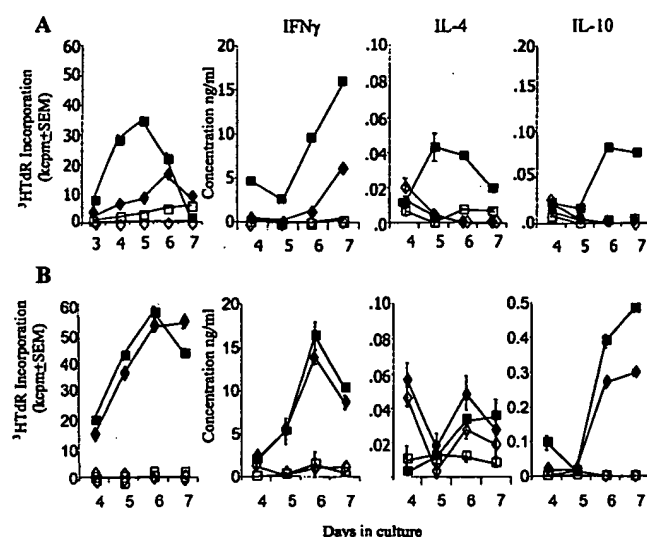 A
IFNγ
IL-4
IL-10
³HTdR Incorporation
(kcpm±SEM)
60
50
40
30
20
10
0
3 4 5 6 7
Concentration ng/ml
20
15
10
5
0
4 5 6 7
.10
.08
.06
.04
.02
0
4 5 6 7
.20
.15
.10
.05
0
4 5 6 7
B
³HTdR Incorporation
(kcpm±SEM)
60
50
40
30
20
10
0
4 5 6 7
Concentration ng/ml
20
15
10
5
0
4 5 6 7
.10
.08
.06
.04
.02
4 5 6 7
0.5
0.4
0.3
0.2
0.1
0
4 5 6 7
Days in culture